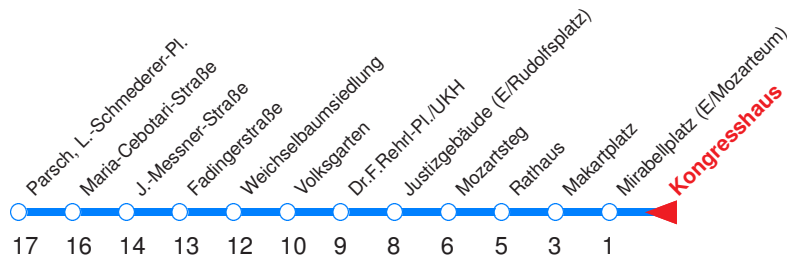 Parsch, L.-Schmederer-Pl.
Maria-Cebotari-Straße
J.-Messner-Straße
Fadingerstraße
Weichselbaumsiedlung
Volksgarten
Dr.F.Rehrl-Pl./UKH
Justizgebäude (E/Rudolfsplatz)
Mozartsteg
Rathaus
Makartplatz
Mirabellplatz (E/Mozarteum)
Kongresshaus
17 16 14 13 12 10 9 8 6 5 3 1